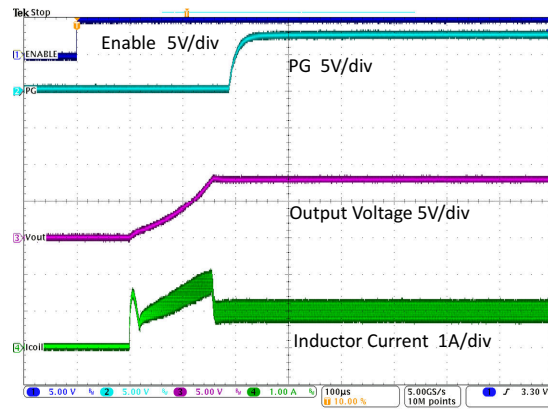 Tek Stop
T
T
Enable 5V/div
1 ENABLE
PG 5V/div
2 PG
Output Voltage 5V/div
3 Vout
Inductor Current 1A/div
4 Icoil
1 5.00 V 2 5.00 V 3 5.00 V 4 1.00 A 100µs 5.00GS/s 1 3.30 V
T 10.00 % 10M points